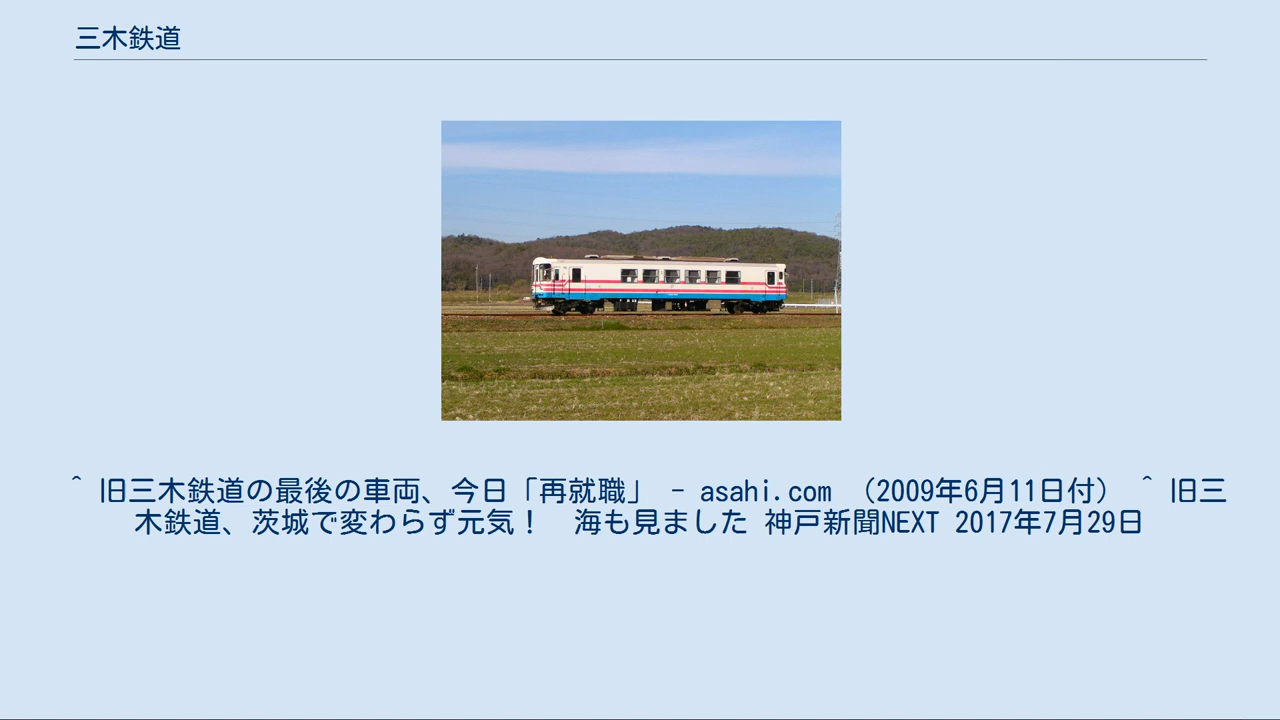 三木鉄道
^ 旧三木鉄道の最後の車両、今日「再就職」 - asahi.com （2009年6月11日付） ^ 旧三
木鉄道、茨城で変わらず元気！　海も見ました 神戸新聞NEXT 2017年7月29日